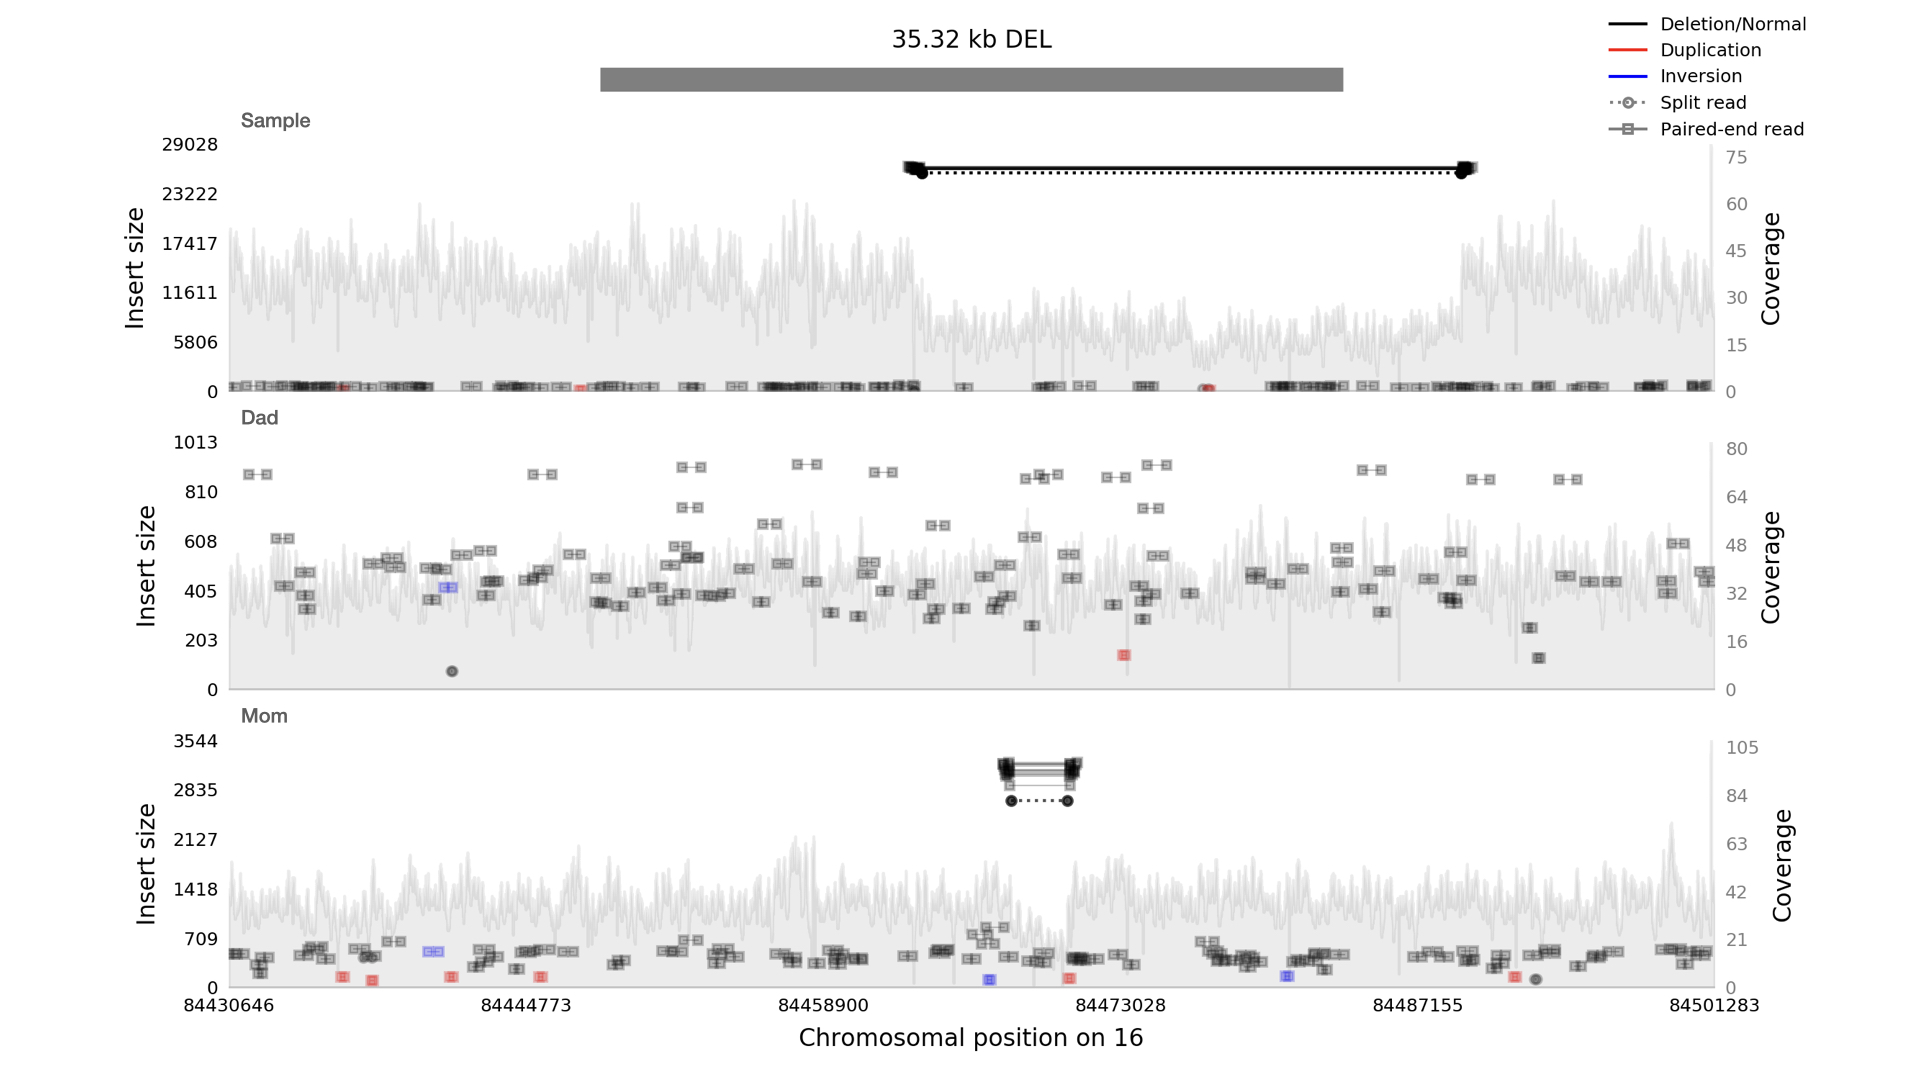 35.32 kb DEL
Deletion/Normal
Duplication
Inversion
Split read
Paired-end read
Sample
29028
23222
17417
11611
5806
0
Insert size
75
60
45
30
15
0
Coverage
Dad
1013
810
608
405
203
0
Insert size
80
64
48
32
16
0
Coverage
Mom
3544
2835
2127
1418
709
0
Insert size
105
84
63
42
21
0
Coverage
84430646 84444773 84458900 84473028 84487155 84501283
Chromosomal position on 16